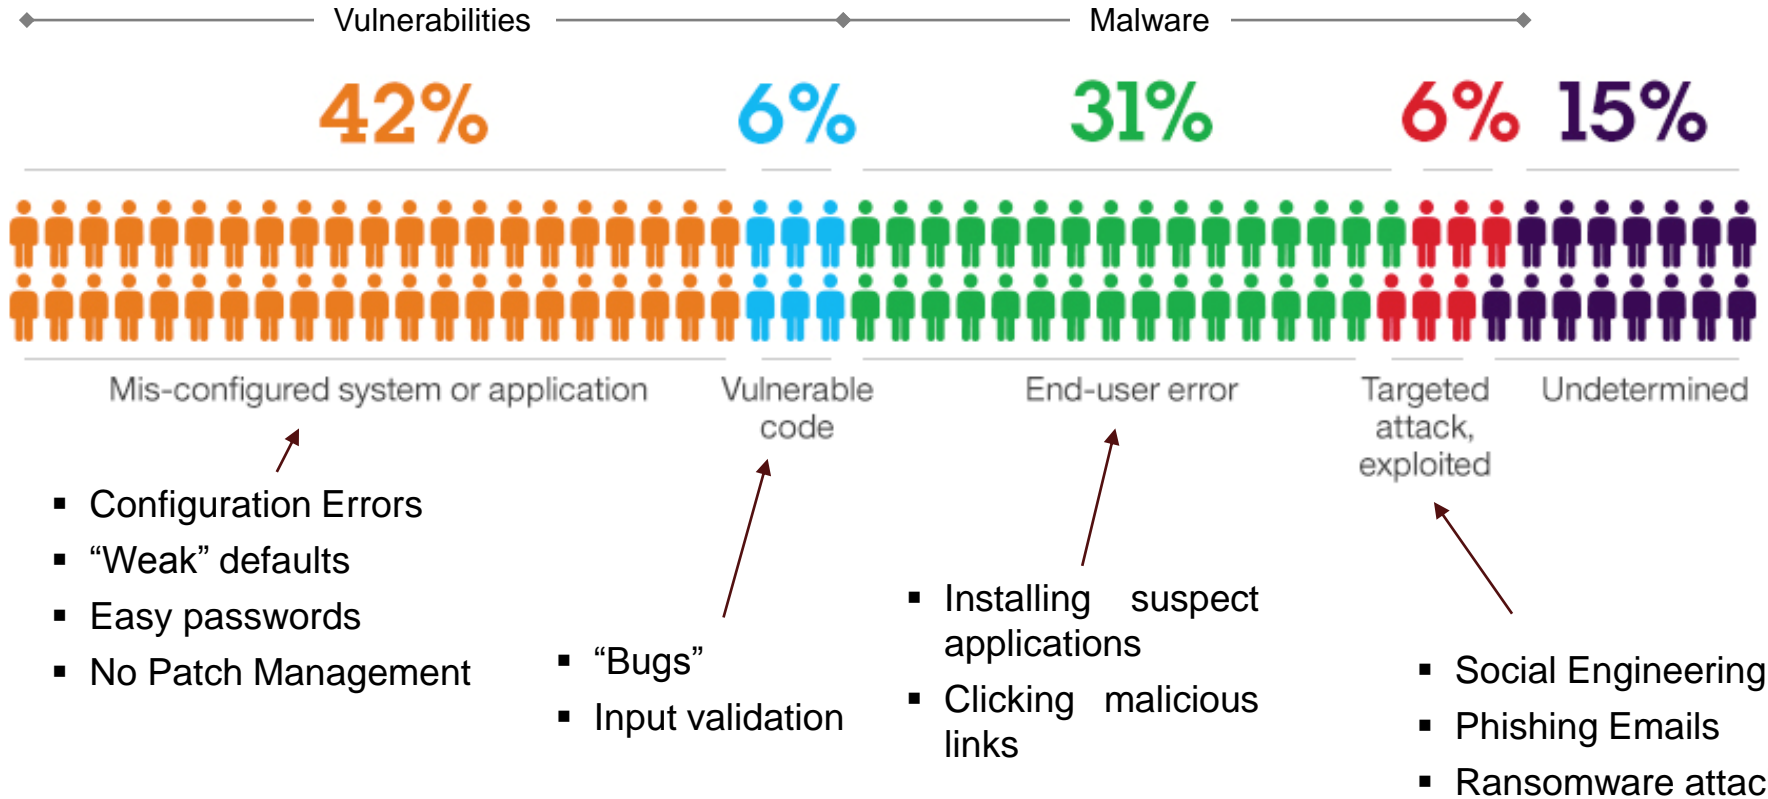 Vulnerabilities
Malware
42%
6%
31%
6%
15%
Mis-configured system or application
Vulnerable
code
End-user error
Targeted
attack,
exploited
Undetermined
▪ Configuration Errors
▪ “Weak” defaults
▪ Easy passwords
▪ No Patch Management
▪ “Bugs”
▪ Input validation
▪ Installing suspect
applications
▪ Clicking malicious
links
▪ Social Engineering
▪ Phishing Emails
▪ Ransomware attac